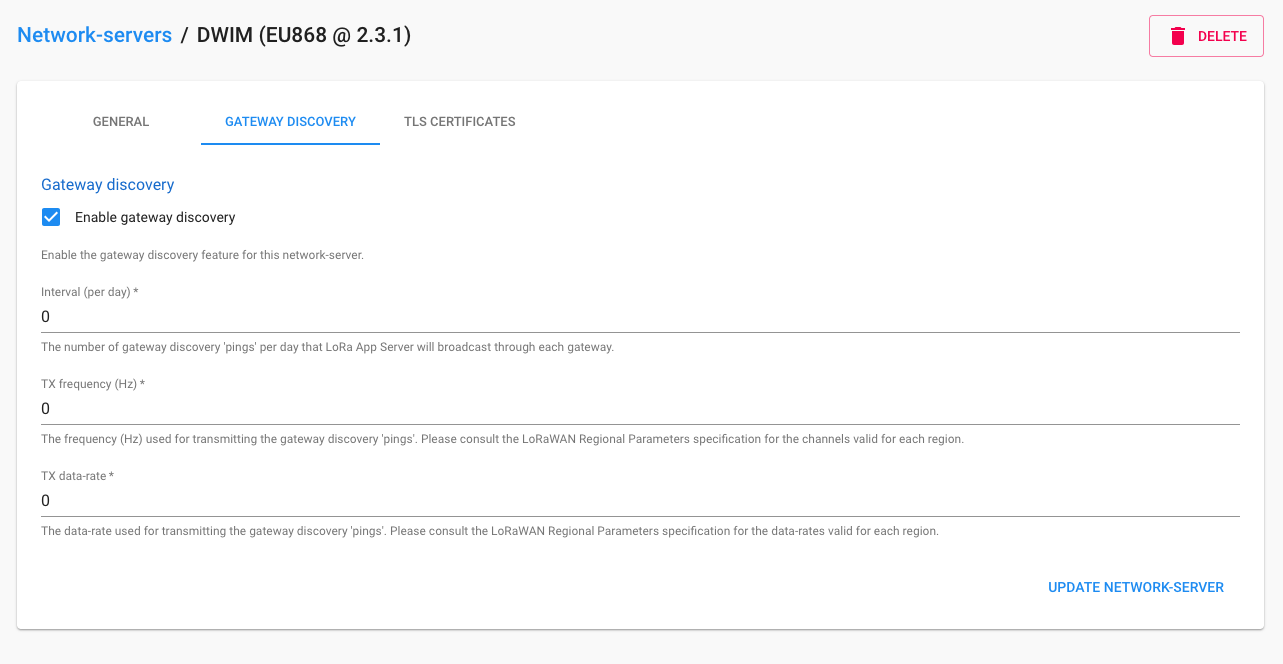 Network-servers / DWIM (EU868 @ 2.3.1)
DELETE
GENERAL GATEWAY DISCOVERY TLS CERTIFICATES
Gateway discovery
Enable gateway discovery
Enable the gateway discovery feature for this network-server.
Interval (per day) *
0
The number of gateway discovery 'pings' per day that LoRa App Server will broadcast through each gateway.
TX frequency (Hz) *
0
The frequency (Hz) used for transmitting the gateway discovery 'pings'. Please consult the LoRaWAN Regional Parameters specification for the channels valid for each region.
TX data-rate *
0
The data-rate used for transmitting the gateway discovery 'pings'. Please consult the LoRaWAN Regional Parameters specification for the data-rates valid for each region.
UPDATE NETWORK-SERVER